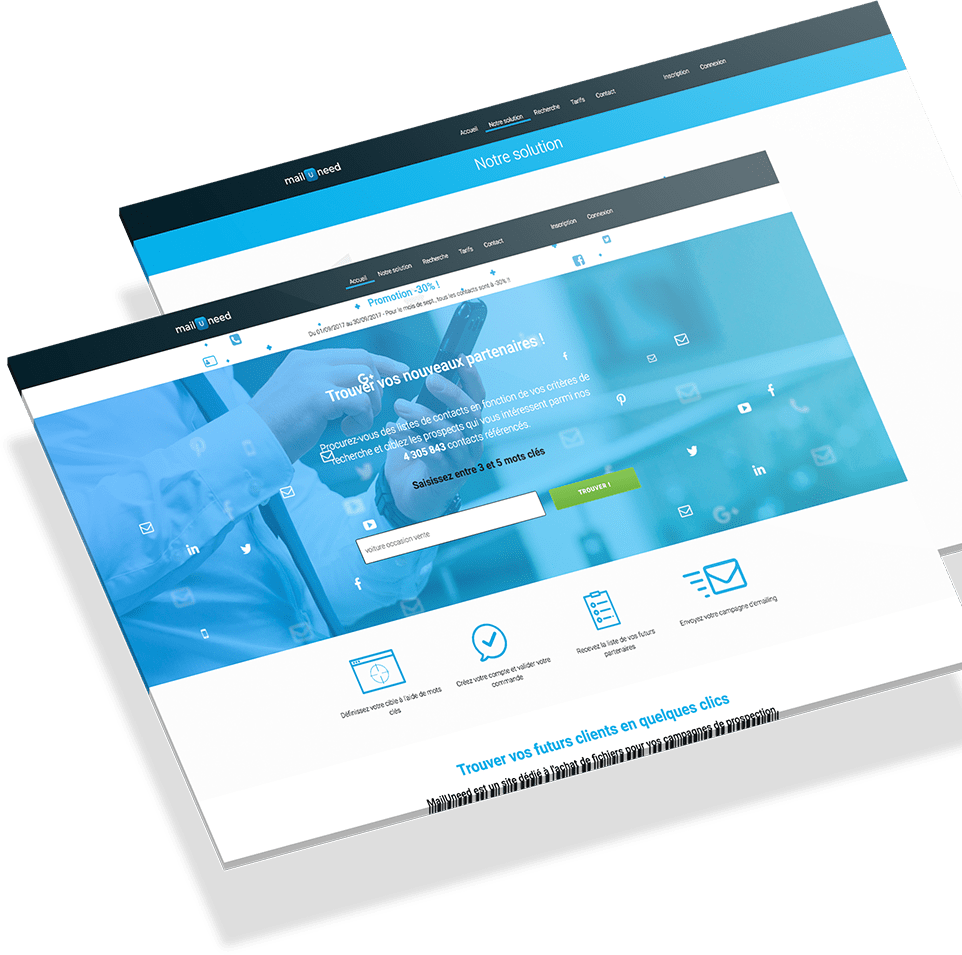 mailUneed
Accueil Notre solution Recherche Tarifs Contact Inscription Connexion
Notre solution
mailUneed
Accueil Notre solution Recherche Tarifs Contact Inscription Connexion
Promotion -30% !
Du 01/09/2017 au 30/09/2017 - Pour le mois de sept., tous les contacts sont à -30% !!
Trouver vos nouveaux partenaires !
Procurez-vous des listes de contacts en fonction de vos critères de
recherche et ciblez les prospects qui vous intéressent parmi nos
4 305 843 contacts référencés.
Saisissez entre 3 et 5 mots clés
voiture occasion vente
TROUVER !
Définissez votre cible à l'aide de mots
clés
Créez votre compte et valider votre
commande
Recevez la liste de vos futurs
partenaires
Envoyez votre campagne d'emailing
Trouver vos futurs clients en quelques clics
MailUneed est un site dédié à l'achat de fichiers pour vos campagnes de prospection